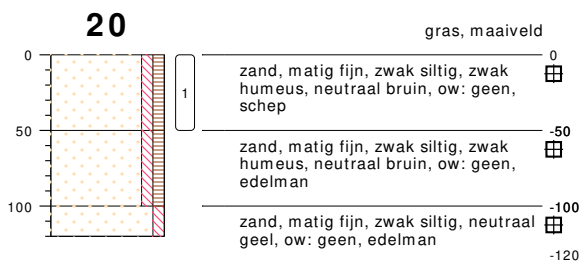 20
gras, maaiveld
0
0
zand, matig fijn, zwak siltig, zwak
humeus, neutraal bruin, ow: geen,
schep
1
50
-50
zand, matig fijn, zwak siltig, zwak
humeus, neutraal bruin, ow: geen,
edelman
100
-100
zand, matig fijn, zwak siltig, neutraal
geel, ow: geen, edelman
-120